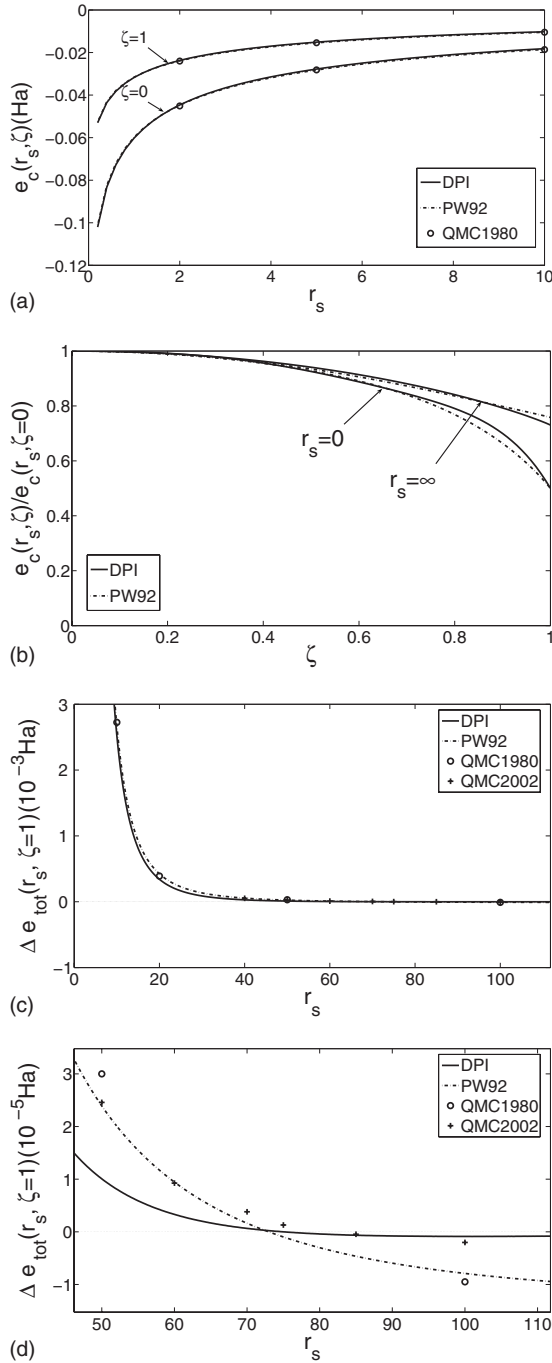 0
−0.02
−0.04
−0.06
−0.08
−0.1
−0.12
e_c(r_s,ζ)(Ha)
ζ=1
ζ=0
DPI
PW92
QMC1980
0 2 4 6 8 10
r_s
(a)
1
0.8
0.6
0.4
0.2
0
e_c(r_s,ζ)/e_c(r_s,ζ=0)
r_s=0
r_s=∞
DPI
PW92
0 0.2 0.4 0.6 0.8 1
ζ
(b)
3
2
1
0
−1
Δ e_tot(r_s, ζ=1)(10^−3Ha)
DPI
PW92
QMC1980
QMC2002
0 20 40 60 80 100
r_s
(c)
3
2
1
0
−1
Δ e_tot(r_s, ζ=1)(10^−5Ha)
DPI
PW92
QMC1980
QMC2002
50 60 70 80 90 100 110
r_s
(d)